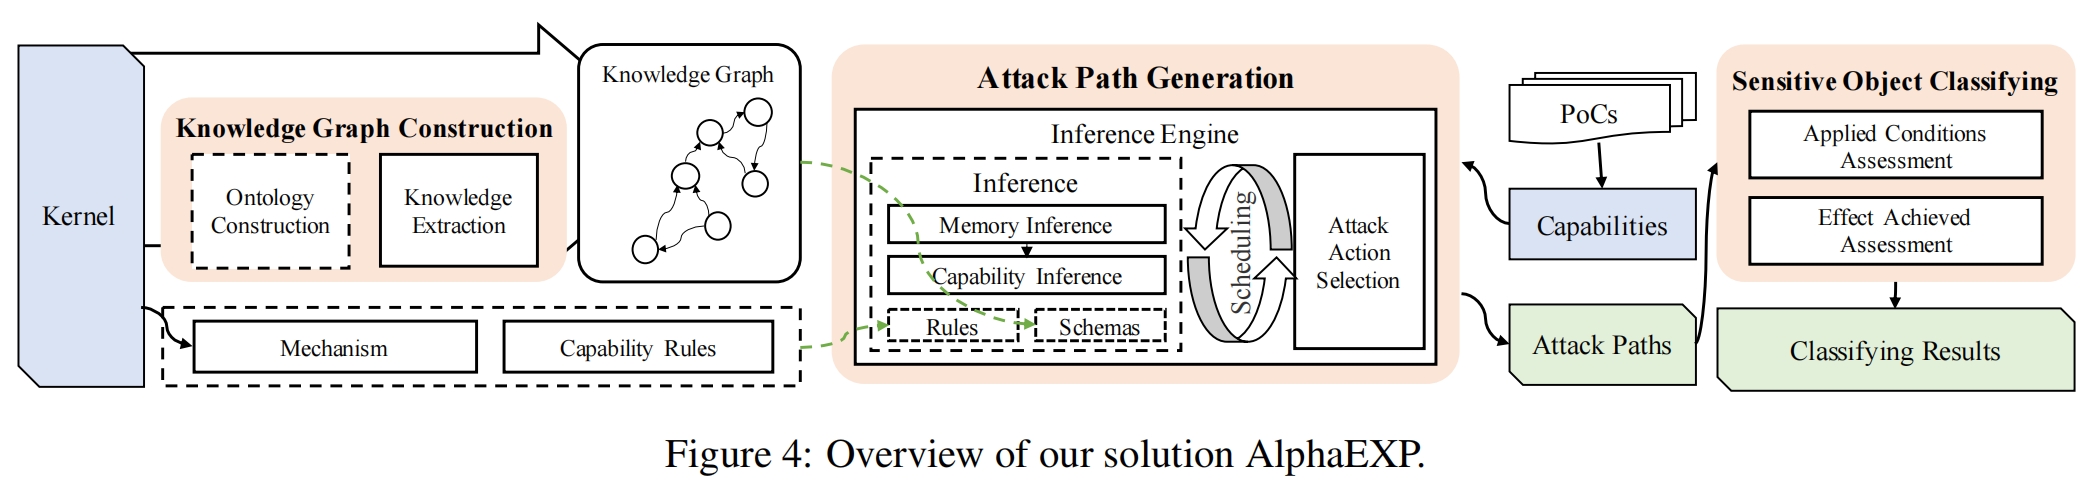 Kernel
Knowledge Graph Construction
Ontology
Construction
Knowledge
Extraction
Mechanism
Capability Rules
Knowledge Graph
Attack Path Generation
Inference Engine
Inference
Memory Inference
Capability Inference
Rules
Schemas
Scheduling
Attack
Action
Selection
PoCs
Capabilities
Attack Paths
Sensitive Object Classifying
Applied Conditions
Assessment
Effect Achieved
Assessment
Classifying Results
Figure 4: Overview of our solution AlphaEXP.